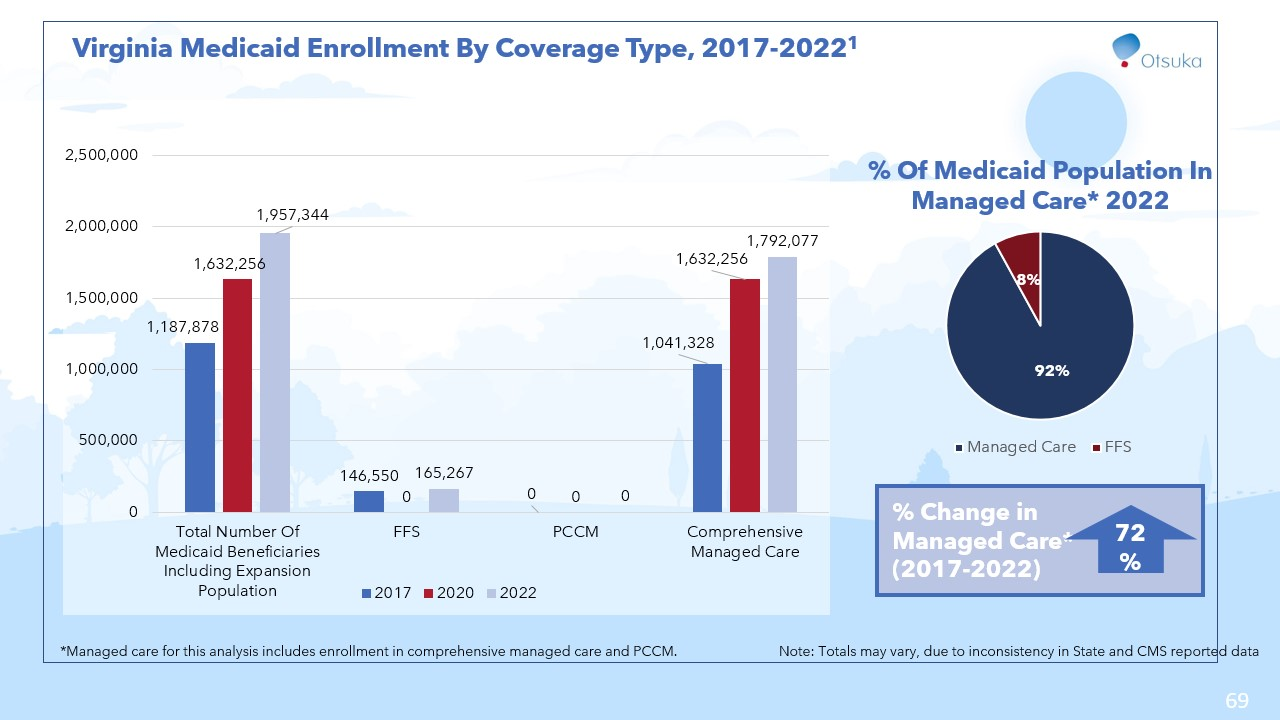 Virginia Medicaid Enrollment By Coverage Type, 2017-2022¹
Otsuka
2,500,000
2,000,000
1,500,000
1,000,000
500,000
0
1,187,878
1,632,256
1,957,344
146,550
0
165,267
0
0
0
1,041,328
1,632,256
1,792,077
Total Number Of
Medicaid Beneficiaries
Including Expansion
Population
FFS
PCCM
Comprehensive
Managed Care
2017
2020
2022
% Of Medicaid Population In
Managed Care* 2022
8%
92%
Managed Care
FFS
% Change in
Managed Care*
(2017-2022)
72
%
*Managed care for this analysis includes enrollment in comprehensive managed care and PCCM.
Note: Totals may vary, due to inconsistency in State and CMS reported data
69